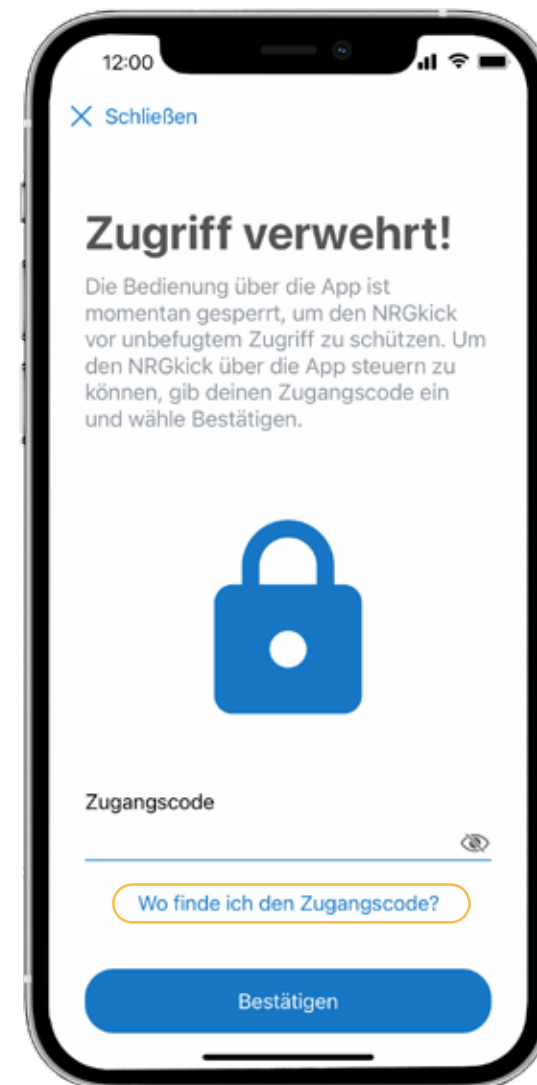 12:00
Schließen
Zugriff verwehrt!
Die Bedienung über die App ist
momentan gesperrt, um den NRGkick
vor unbefugtem Zugriff zu schützen. Um
den NRGkick über die App steuern zu
können, gib deinen Zugangscode ein
und wähle Bestätigen.
Zugangscode
Wo finde ich den Zugangscode?
Bestätigen